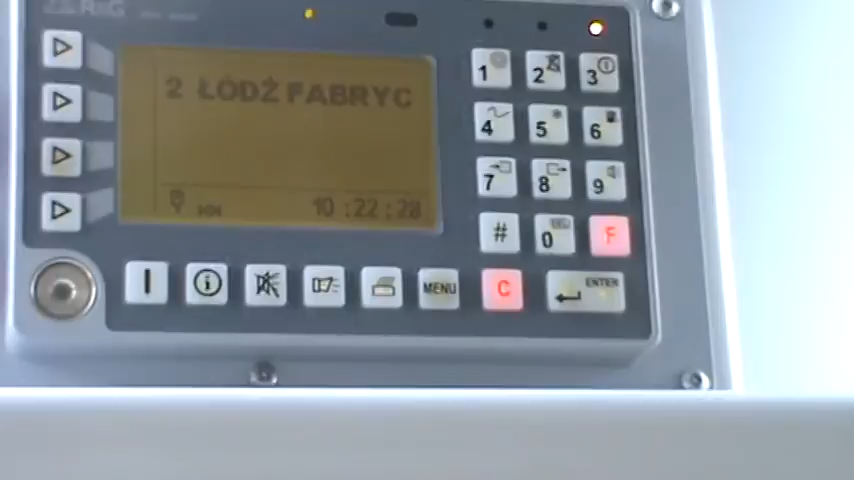 R&G
2 ŁÓDŹ FABRYC
10:22:28
1 2 3
4 5 6
7 8 9
# 0 F
MENU C ENTER